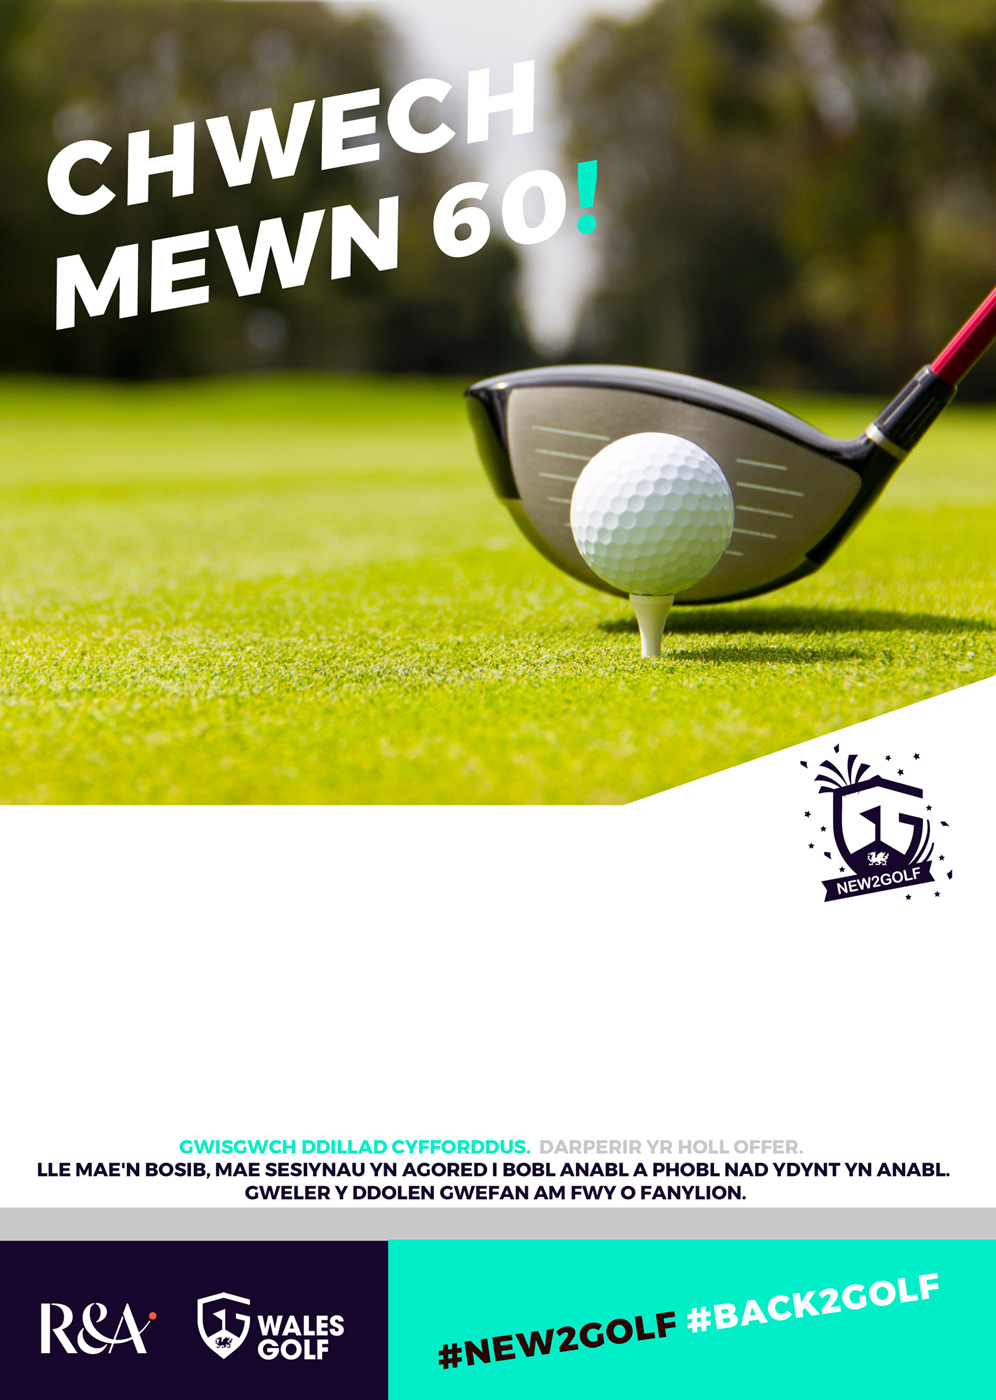 CHWECH
MEWN 60!
NEW2GOLF
GWISGWCH DDILLAD CYFFORDDUS. DARPERIR YR HOLL OFFER.
LLE MAE'N BOSIB, MAE SESIYNAU YN AGORED I BOBL ANABL A PHOBL NAD YDYNT YN ANABL.
GWELER Y DDOLEN GWEFAN AM FWY O FANYLION.
R&A
WALES
GOLF
#NEW2GOLF #BACK2GOLF